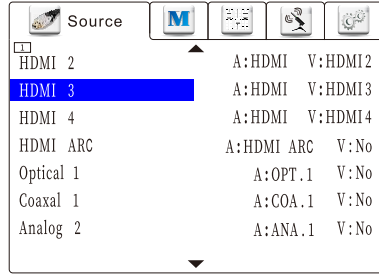 Source M
1
HDMI 2 A:HDMI V:HDMI2
HDMI 3 A:HDMI V:HDMI3
HDMI 4 A:HDMI V:HDMI4
HDMI ARC A:HDMI ARC V:No
Optical 1 A:OPT.1 V:No
Coaxal 1 A:COA.1 V:No
Analog 2 A:ANA.1 V:No